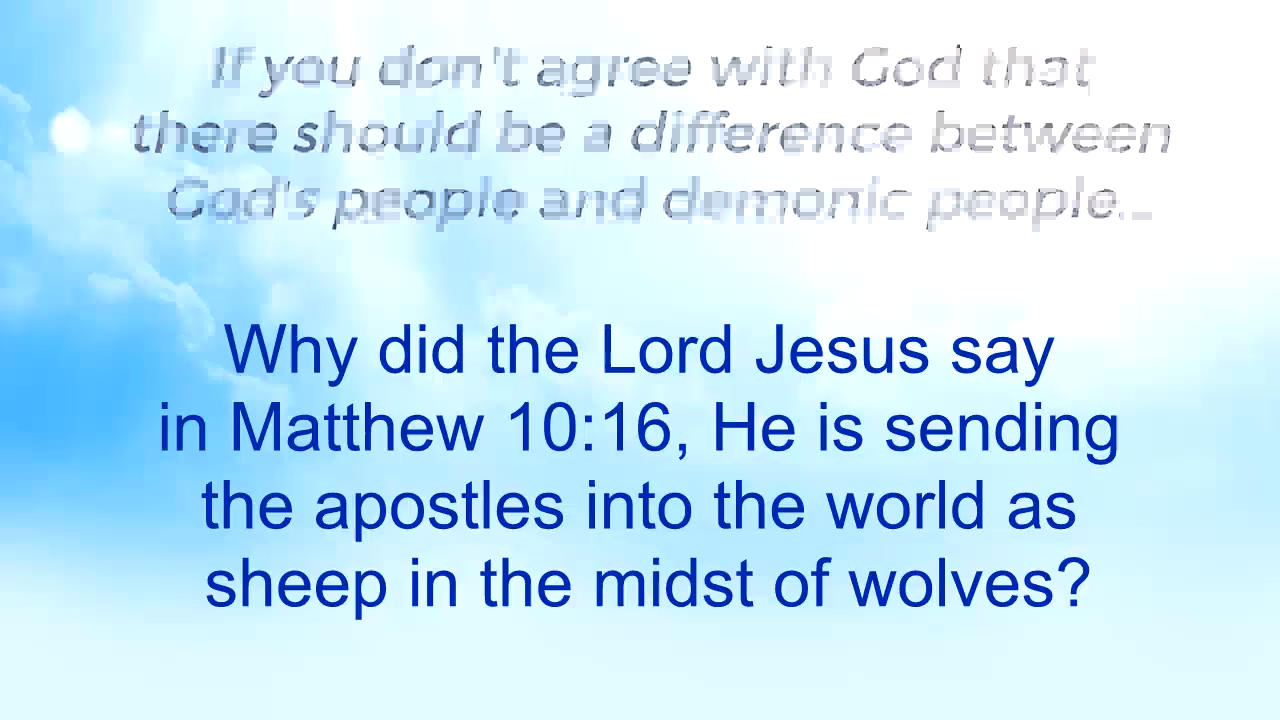 If you don't agree with God that
there should be a difference between
God's people and demonic people...
Why did the Lord Jesus say
in Matthew 10:16, He is sending
the apostles into the world as
sheep in the midst of wolves?